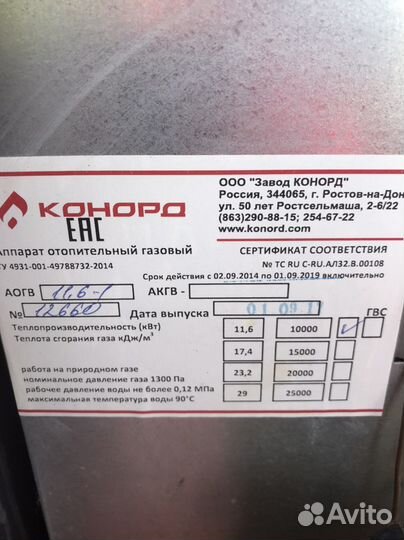 ООО "Завод КОНОРД"
Россия, 344065, г. Ростов-на-Дон
ул. 50 лет Ростсельмаша, 2-6/22
(863)290-88-15; 254-67-22
www.konord.com
КОНОРД
EAC
Аппарат отопительный газовый
ТУ 4931-001-49788732-2014
СЕРТИФИКАТ СООТВЕТСТВИЯ
№ ТС RU C-RU.АЛ32.В.00108
Срок действия с 02.09.2014 по 01.09.2019 включительно
АОГВ 11,6-1 АКГВ -
№ 12660 Дата выпуска 01 09 1
Теплопроизводительность (кВт) 11,6 10000 ГВС
Теплота сгорания газа кДж/м³
17,4 15000
работа на природном газе 23,2 20000
номинальное давление газа 1300 Па
рабочее давление воды не более 0,12 МПа 29 25000
максимальная температура воды 90°С
Avito